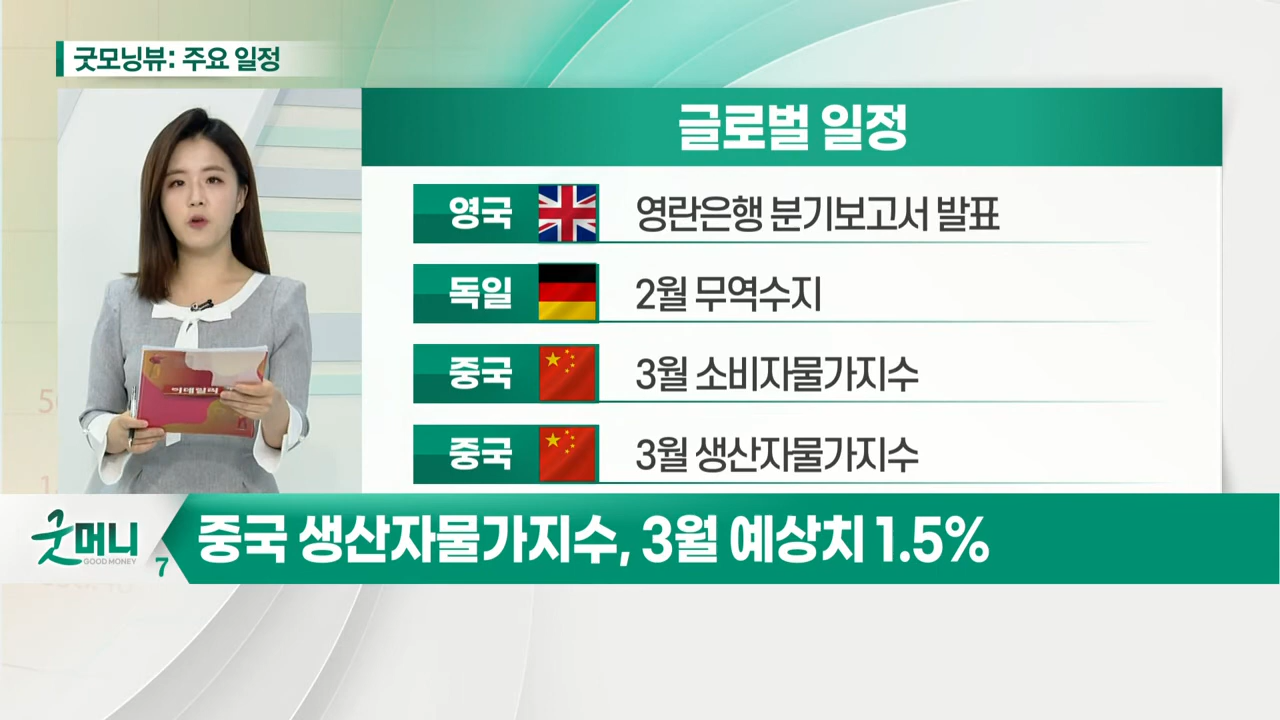 굿모닝뷰: 주요 일정
글로벌 일정
영국 영란은행 분기보고서 발표
독일 2월 무역수지
중국 3월 소비자물가지수
중국 3월 생산자물가지수
이데일리
굿머니
GOOD MONEY
7
중국 생산자물가지수, 3월 예상치 1.5%